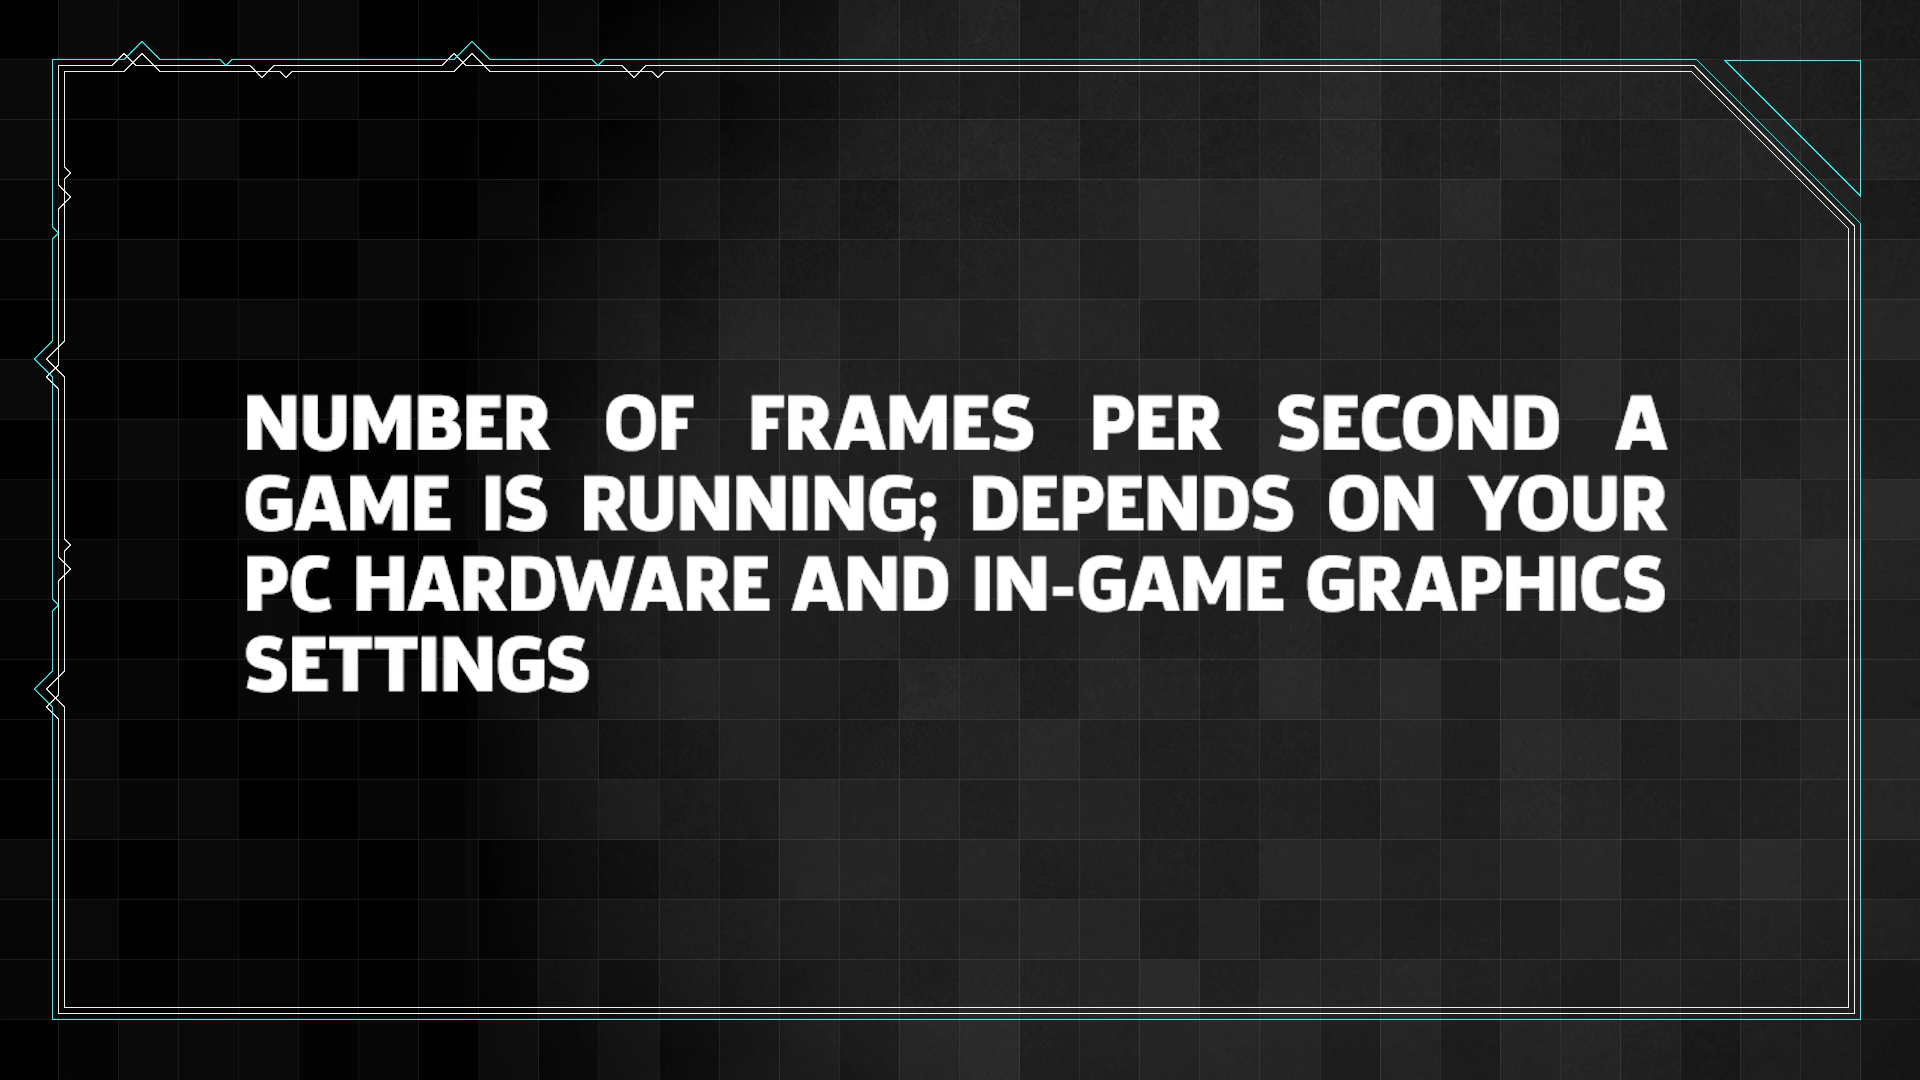 NUMBER OF FRAMES PER SECOND A
GAME IS RUNNING; DEPENDS ON YOUR
PC HARDWARE AND IN-GAME GRAPHICS
SETTINGS